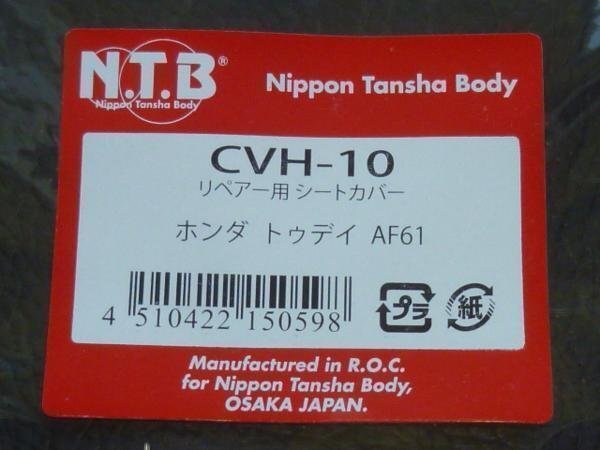 N.T.B®
Nippon Tansha Body
Nippon Tansha Body
CVH-10
リペアー用 シートカバー
ホンダ トゥデイ AF61
4 510422 150598
プラ
紙
Manufactured in R.O.C.
for Nippon Tansha Body,
OSAKA JAPAN.